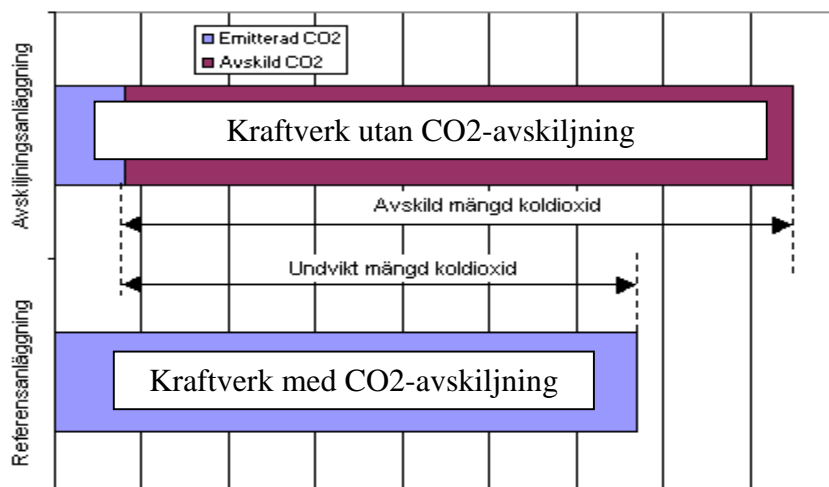 Emitterad CO2
Avskild CO2
Avskiljningsanläggning
Kraftverk utan CO2-avskiljning
Avskild mängd koldioxid
Undvikt mängd koldioxid
Referensanläggning
Kraftverk med CO2-avskiljning